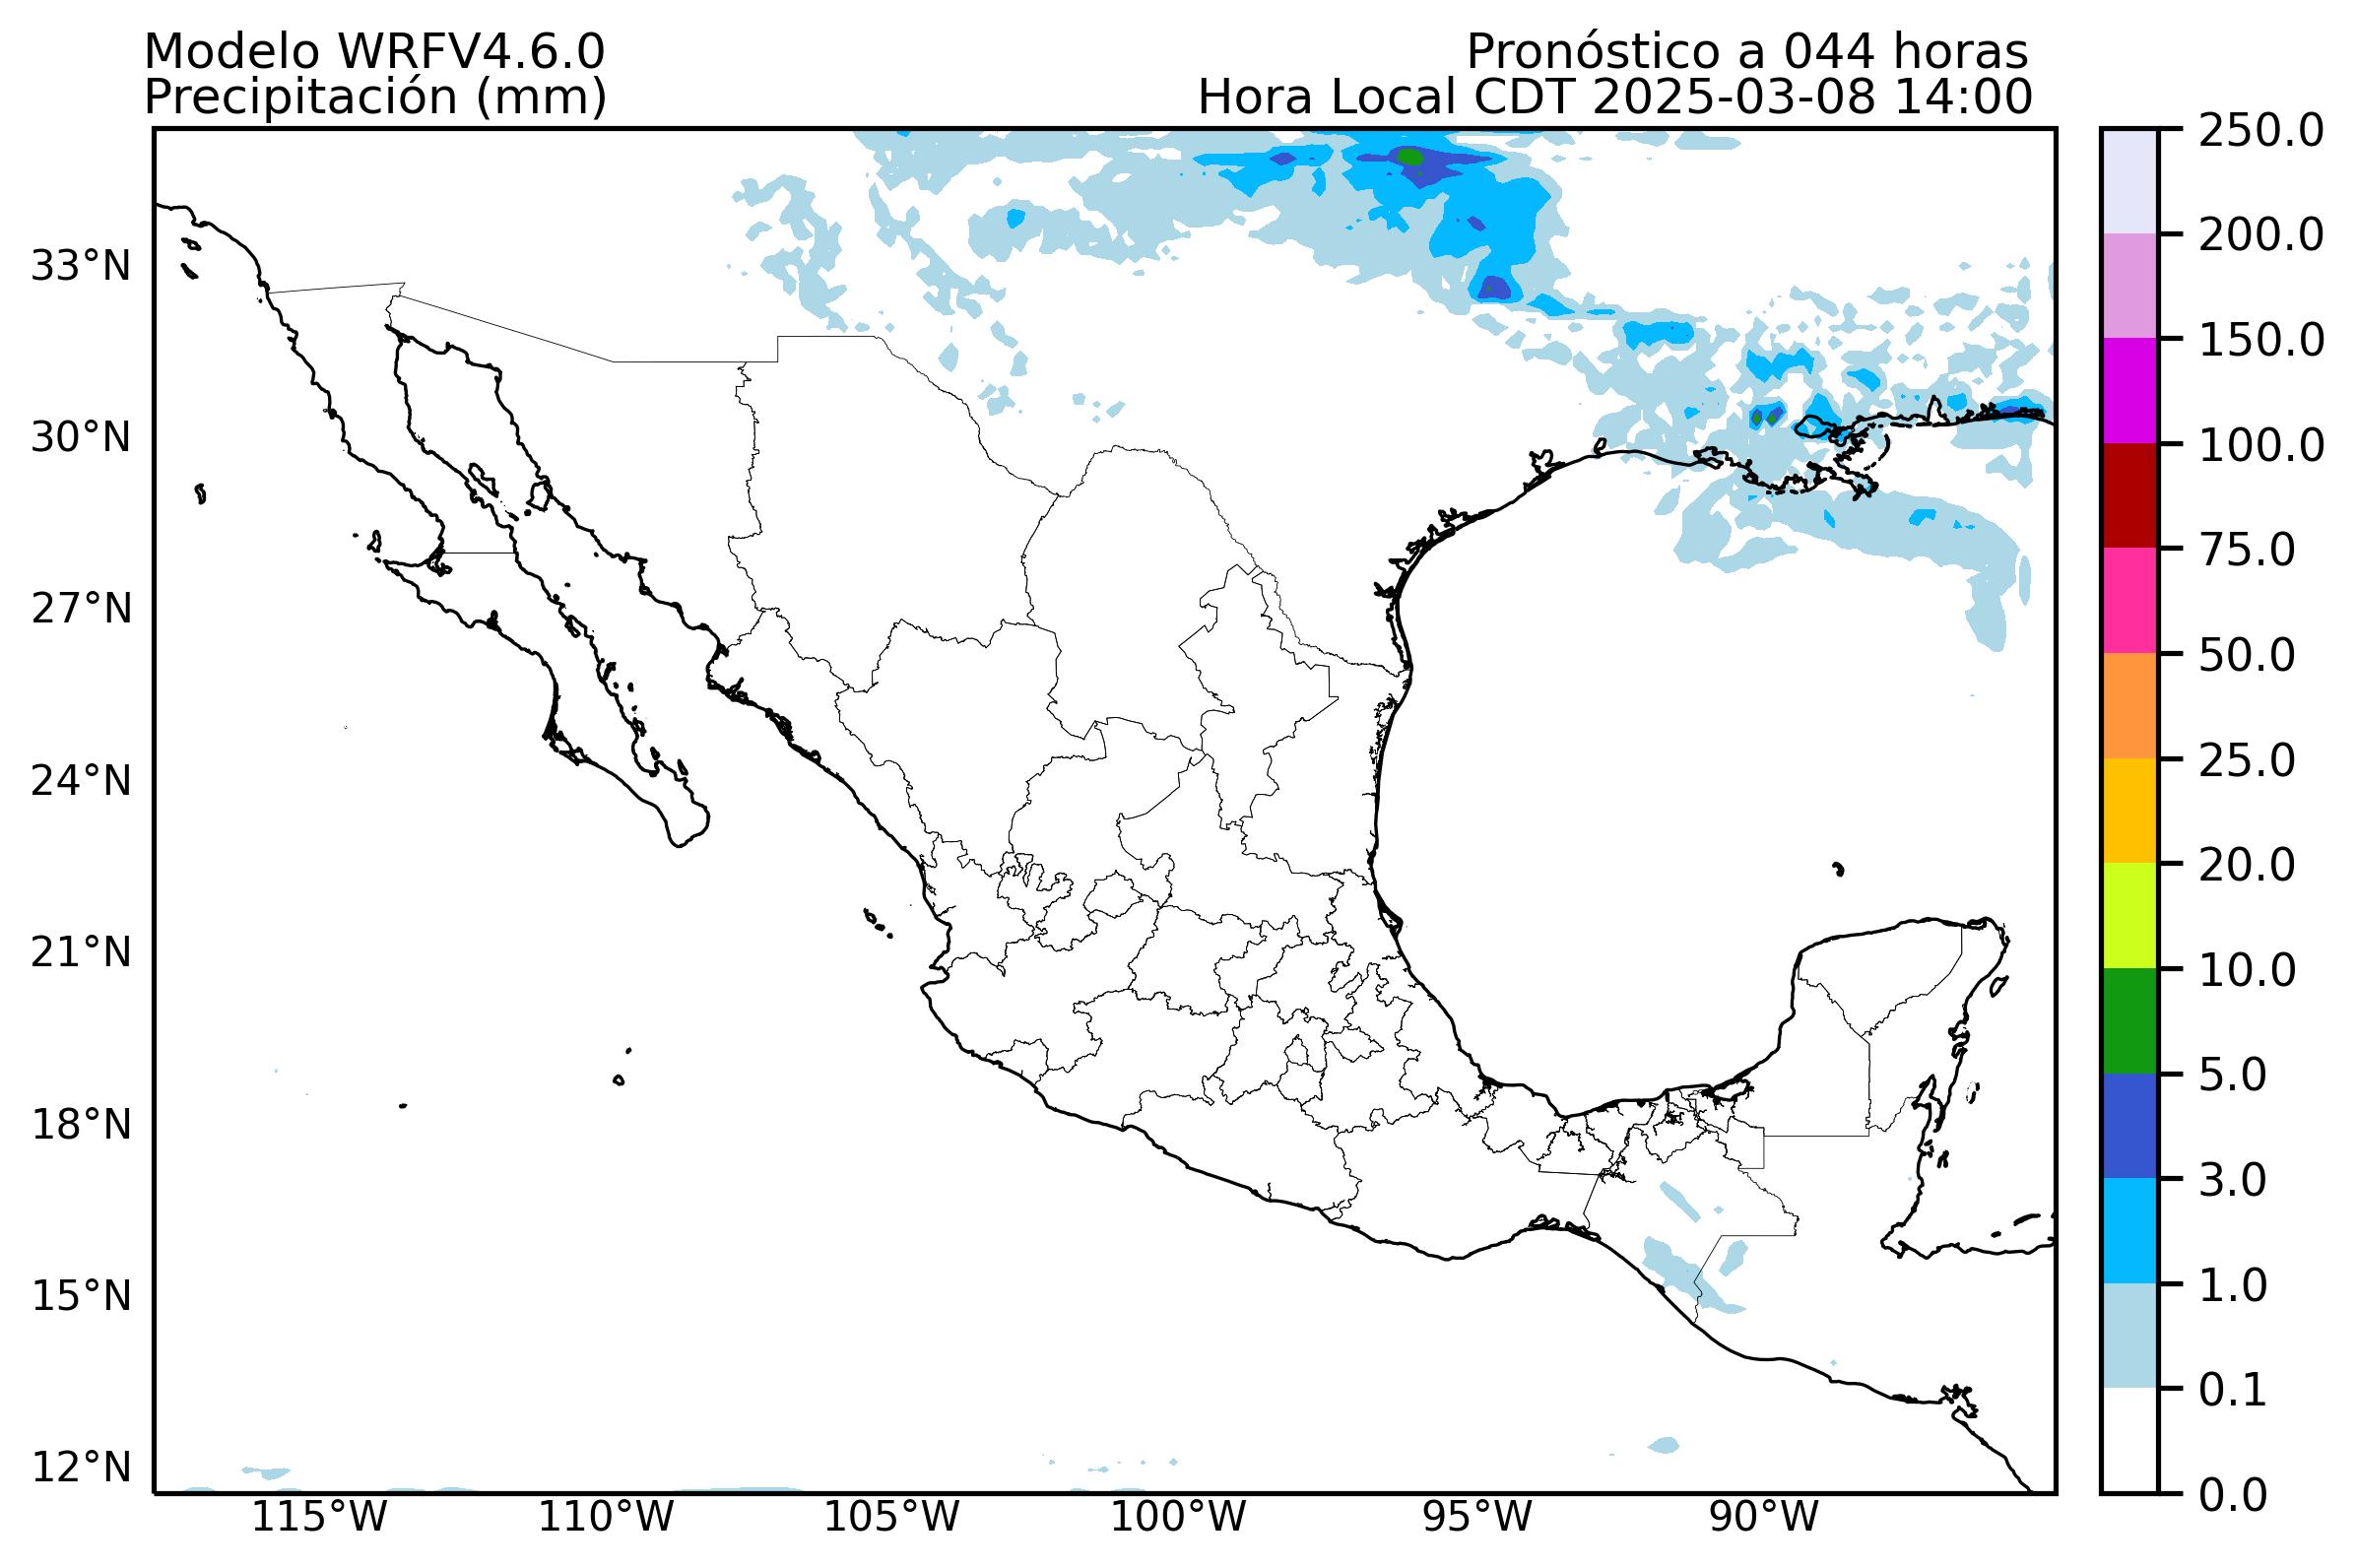 Modelo WRFV4.6.0
Pronóstico a 044 horas
Precipitación (mm)
Hora Local CDT 2025-03-08 14:00
33°N
30°N
27°N
24°N
21°N
18°N
15°N
12°N
115°W
110°W
105°W
100°W
95°W
90°W
250.0
200.0
150.0
100.0
75.0
50.0
25.0
20.0
10.0
5.0
3.0
1.0
0.1
0.0